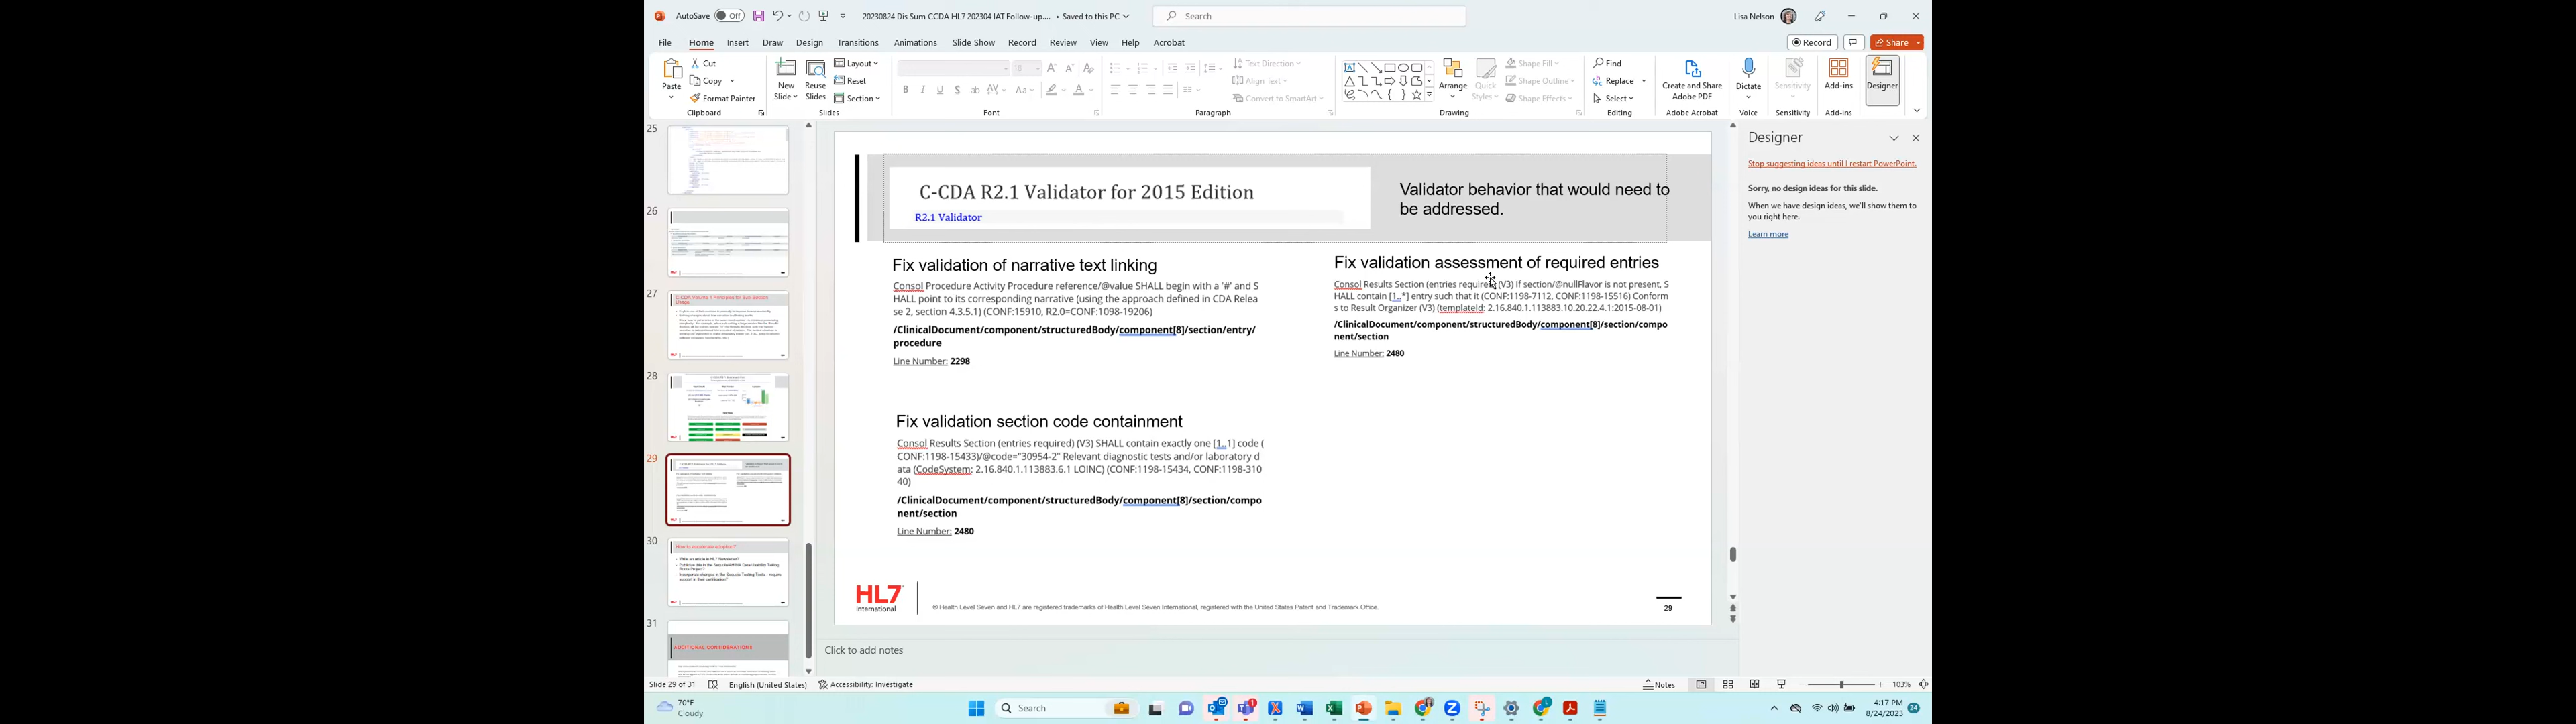 AutoSave Off 20230824 Dis Sum CCDA HL7 202304 IAT Follow-up.... • Saved to this PC Search Lisa Nelson
File Home Insert Draw Design Transitions Animations Slide Show Record Review View Help Acrobat Record Share
Paste Cut Copy Format Painter
New Slide Reuse Slides Layout Reset Section
18
Text Direction Align Text Convert to SmartArt
Arrange Quick Styles Shape Fill Shape Outline Shape Effects
Find Replace Select
Create and Share Adobe PDF Dictate Sensitivity Add-ins Designer
Clipboard Slides Font Paragraph Drawing Editing Adobe Acrobat Voice Sensitivity Add-ins
25
26
27
C-CDA Volume 1 Principles for Sub-Section Usage
28
29
30
How to accelerate adoption?
31
ADDITIONAL CONSIDERATIONS
C-CDA R2.1 Validator for 2015 Edition
R2.1 Validator
Validator behavior that would need to
be addressed.
Fix validation of narrative text linking
Consol Procedure Activity Procedure reference/@value SHALL begin with a '#' and S
HALL point to its corresponding narrative (using the approach defined in CDA Relea
se 2, section 4.3.5.1) (CONF:15910, R2.0=CONF:1098-19206)
/ClinicalDocument/component/structuredBody/component[8]/section/entry/
procedure
Line Number: 2298
Fix validation assessment of required entries
Consol Results Section (entries required) (V3) If section/@nullFlavor is not present, S
HALL contain [1..*] entry such that it (CONF:1198-7112, CONF:1198-15516) Conform
s to Result Organizer (V3) (templateId: 2.16.840.1.113883.10.20.22.4.1:2015-08-01)
/ClinicalDocument/component/structuredBody/component[8]/section/compo
nent/section
Line Number: 2480
Fix validation section code containment
Consol Results Section (entries required) (V3) SHALL contain exactly one [1..1] code (
CONF:1198-15433)/@code="30954-2" Relevant diagnostic tests and/or laboratory d
ata (CodeSystem: 2.16.840.1.113883.6.1 LOINC) (CONF:1198-15434, CONF:1198-310
40)
/ClinicalDocument/component/structuredBody/component[8]/section/compo
nent/section
Line Number: 2480
HL7
International
® Health Level Seven and HL7 are registered trademarks of Health Level Seven International, registered with the United States Patent and Trademark Office.
29
Designer
Stop suggesting ideas until I restart PowerPoint.
Sorry, no design ideas for this slide.
When we have design ideas, we'll show them to
you right here.
Learn more
Click to add notes
Slide 29 of 31 English (United States) Accessibility: Investigate Notes 103%
70°F
Cloudy
Search
4:17 PM
8/24/2023
24